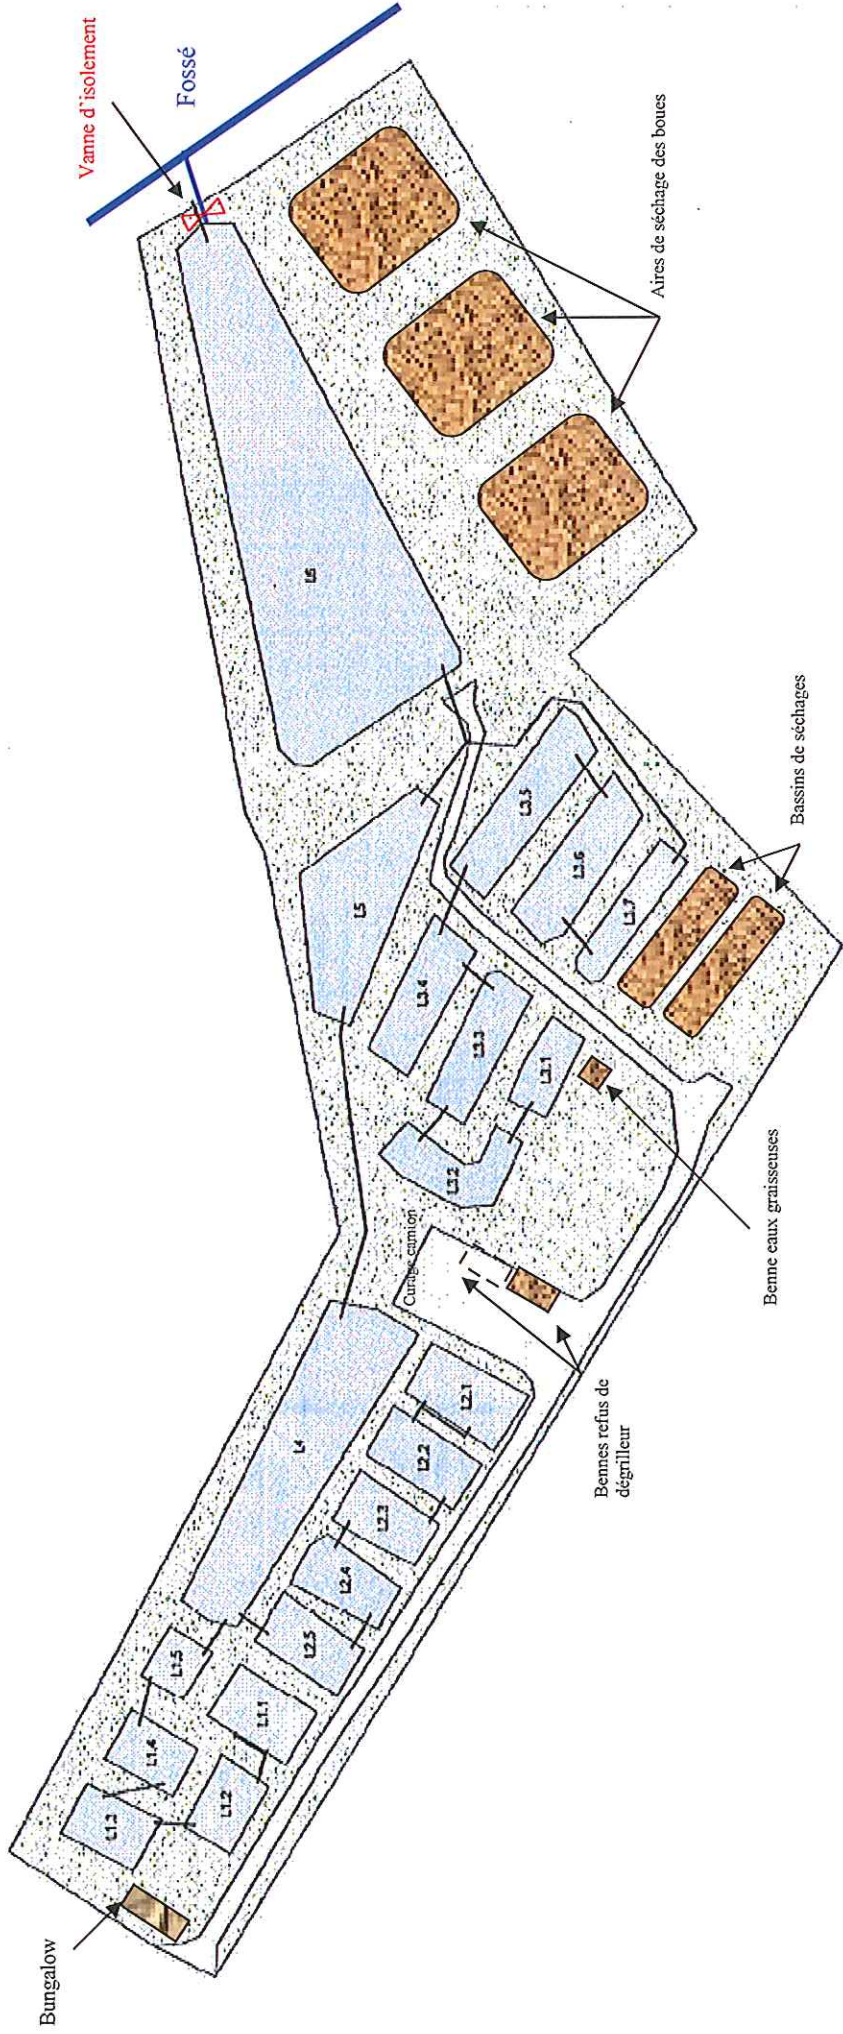 Vanne d'isolement
Fossé
Aires de séchage des boues
L6
L5
L3.5
L3.6
L3.7
Bassins de séchages
L3.4
L3.3
L3.1
L3.2
Benne eaux graisseuses
Curage camion
Bennes refus de
dégrilleur
L4
L2.1
L2.2
L2.3
L2.4
L2.5
L1.1
L1.2
L1.3
L1.4
L1.5
Bungalow